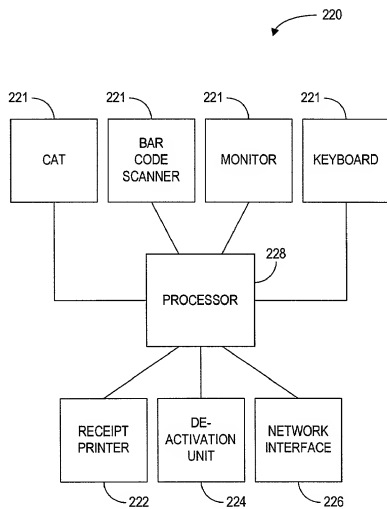 220
221
221
221
221
CAT
BAR
CODE
SCANNER
MONITOR
KEYBOARD
228
PROCESSOR
RECEIPT
PRINTER
DE-
ACTIVATION
UNIT
NETWORK
INTERFACE
222
224
226